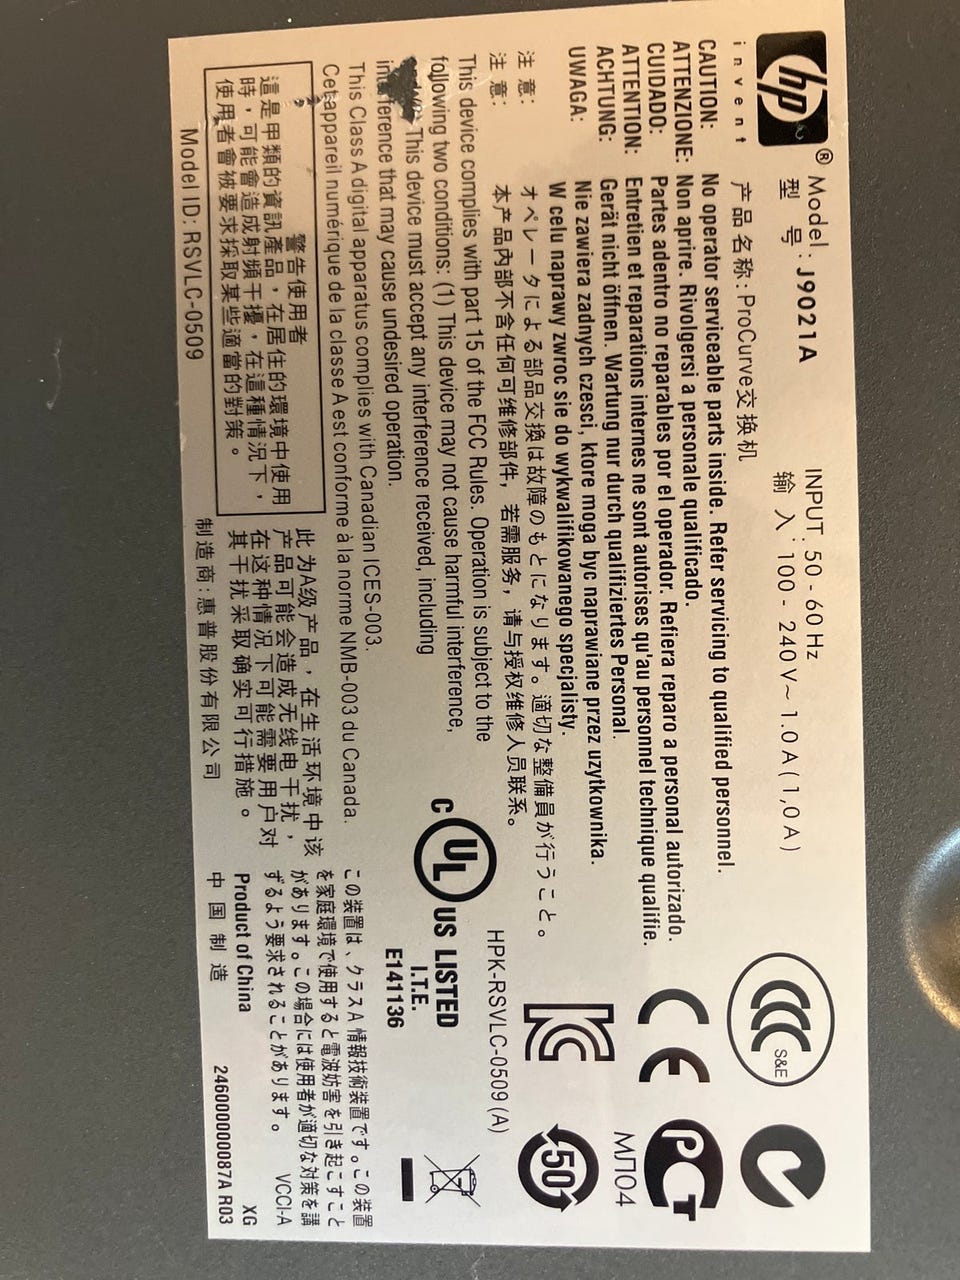 hp
®
invent
Model : J9021A
型 号 :
INPUT. 50 - 60 Hz
输 入 : 100 - 240 V~ 1.0 A ( 1,0 A )
产品名称: ProCurve交换机
CAUTION: No operator serviceable parts inside. Refer servicing to qualified personnel.
ATTENZIONE: Non aprire. Rivolgersi a personale qualificado.
CUIDADO: Partes adentro no reparables por el operador. Refiera reparo a personal autorizado.
ATTENTION: Entretien et reparations internes ne sont autorises qu'au personnel technique qualifie.
ACHTUNG: Gerät nicht öffnen. Wartung nur durch qualifiziertes Personal.
UWAGA: Nie zawiera zadnych czesci, ktore moga byc naprawiane przez uzytkownika.
W celu naprawy zwroc sie do wykwalifikowanego specjalisty.
注 意: オペレータによる部品交換は故障のもとになります。適切な整備員が行うこと。
注 意: 本产品内部不含任何可维修部件，若需服务，请与授权维修人员联系。
This device complies with part 15 of the FCC Rules. Operation is subject to the
following two conditions: (1) This device may not cause harmful interference,
This device must accept any interference received, including
interference that may cause undesired operation.
This Class A digital apparatus complies with Canadian ICES-003.
Cet appareil numérique de la classe A est conforme à la norme NMB-003 du Canada.
警告使用者
這是甲類的資訊產品，在居住的環境中使用
時，可能會造成射頻干擾，在這種情況下，
使用者會被要求採取某些適當的對策。
此为A级产品，在生活环境中该
产品可能会造成无线电干扰，
在这种情况下可能需要用户对
其干扰采取确实可行措施。
この装置は、クラスA 情報技術装置です。この装置
を家庭環境で使用すると電波妨害を引き起こすこと
があります。この場合には使用者が適切な対策を講
ずるよう要求されることがあります。 VCCI-A
Model ID: RSVLC-0509
制造商:惠普股份有限公司
Product of China
中 国 制 造
XG
2460000000087A R03
CCC
S&E
CE
PCT
МЛ04
KC
50
HPK-RSVLC-0509 (A)
C UL US LISTED
I.T.E.
E141136